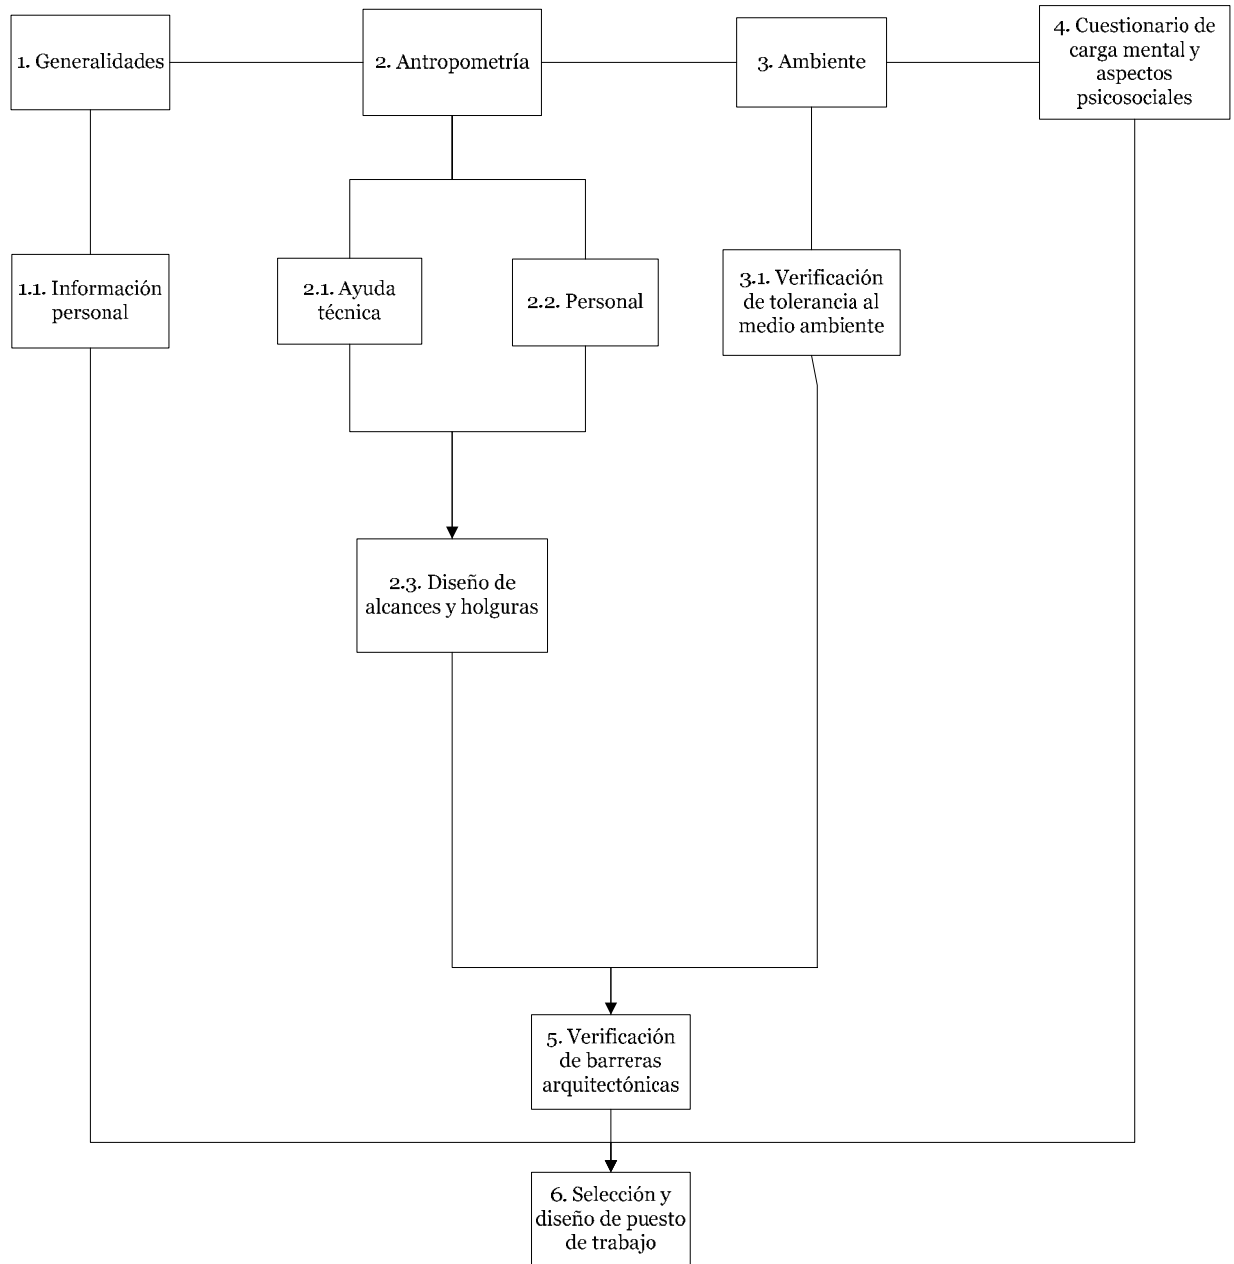 1. Generalidades
2. Antropometría
3. Ambiente
4. Cuestionario de
carga mental y
aspectos
psicosociales
1.1. Información
personal
2.1. Ayuda
técnica
2.2. Personal
3.1. Verificación
de tolerancia al
medio ambiente
2.3. Diseño de
alcances y holguras
5. Verificación
de barreras
arquitectónicas
6. Selección y
diseño de puesto
de trabajo